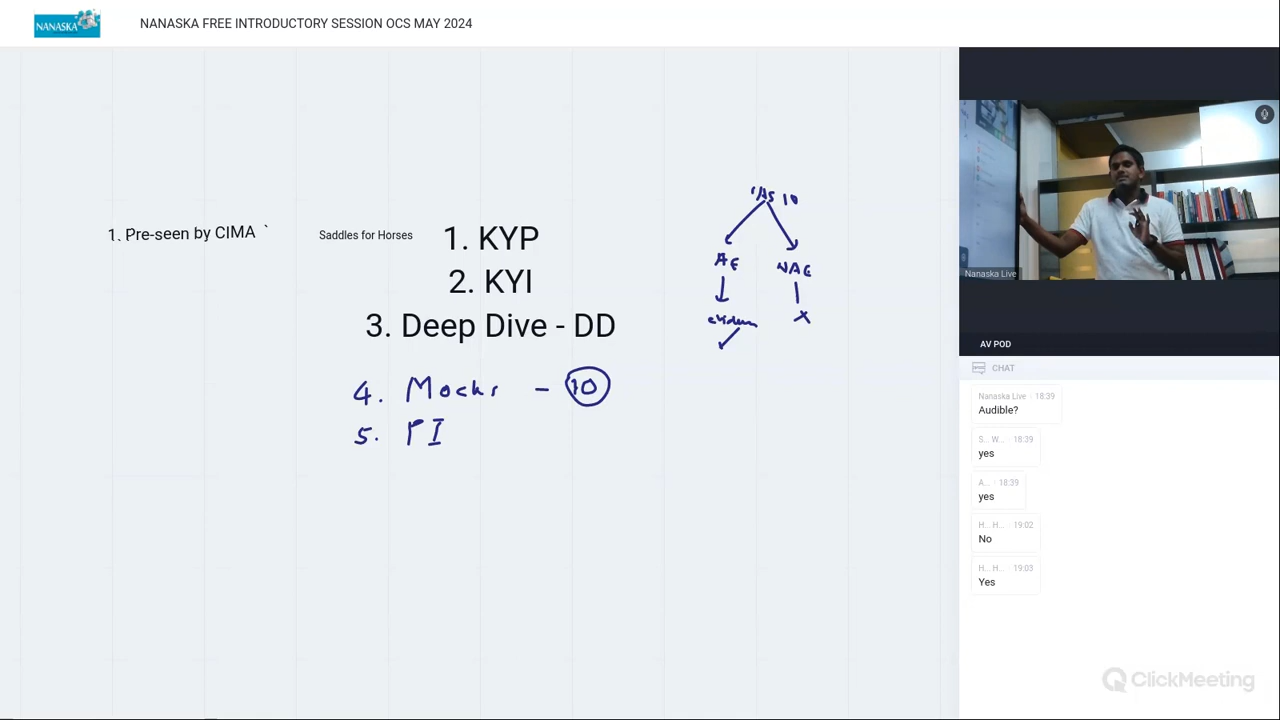 NANASKA
NANASKA FREE INTRODUCTORY SESSION OCS MAY 2024
1. Pre-seen by CIMA `
Saddles for Horses
1. KYP
2. KYI
3. Deep Dive - DD
4. Mocks - 10
5. PI
IAS 10
AE
NAE
evidence
x
Nanaska Live
AV POD
CHAT
Nanaska Live · 18:39
Audible?
S... W... · 18:39
yes
A... · 18:39
yes
H... H... · 19:02
No
H... H... · 19:03
Yes
ClickMeeting